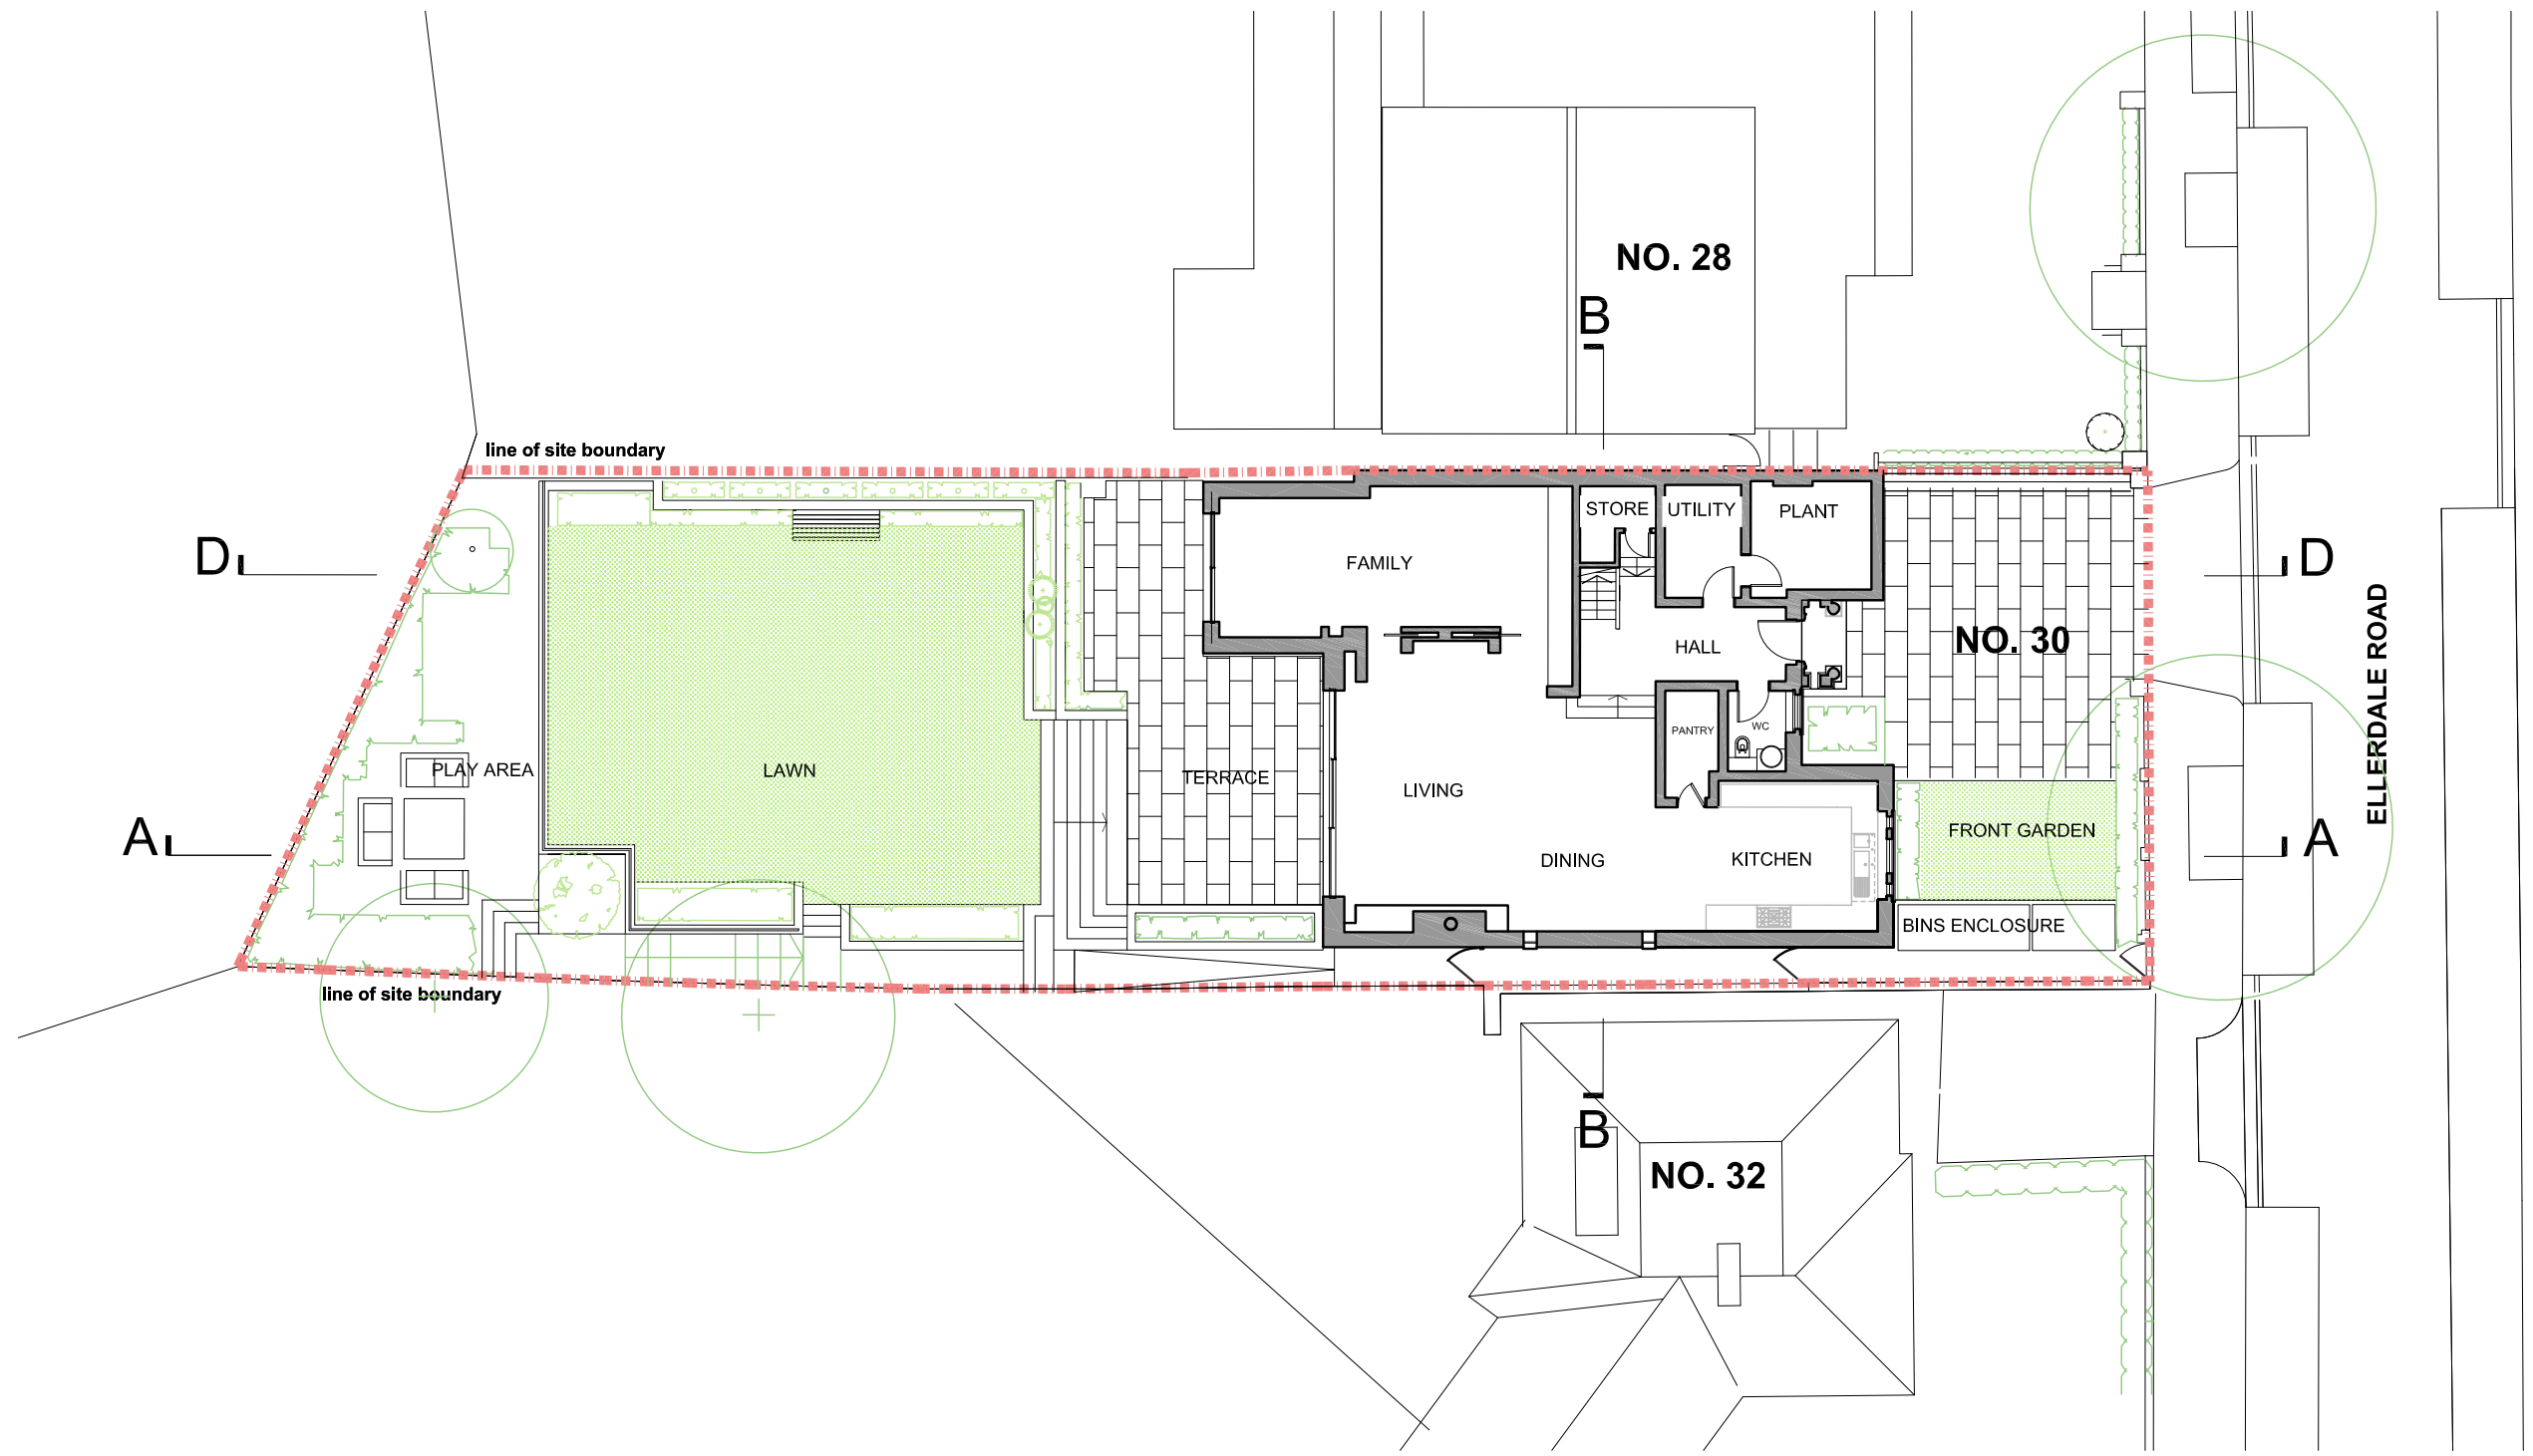 NO. 28
B
line of site boundary
STORE
UTILITY
PLANT
D
FAMILY
D
NO. 30
HALL
ELLERDALE ROAD
PANTRY
WC
PLAY AREA
LAWN
TERRACE
LIVING
FRONT GARDEN
A
DINING
KITCHEN
A
BINS ENCLOSURE
line of site boundary
B
NO. 32